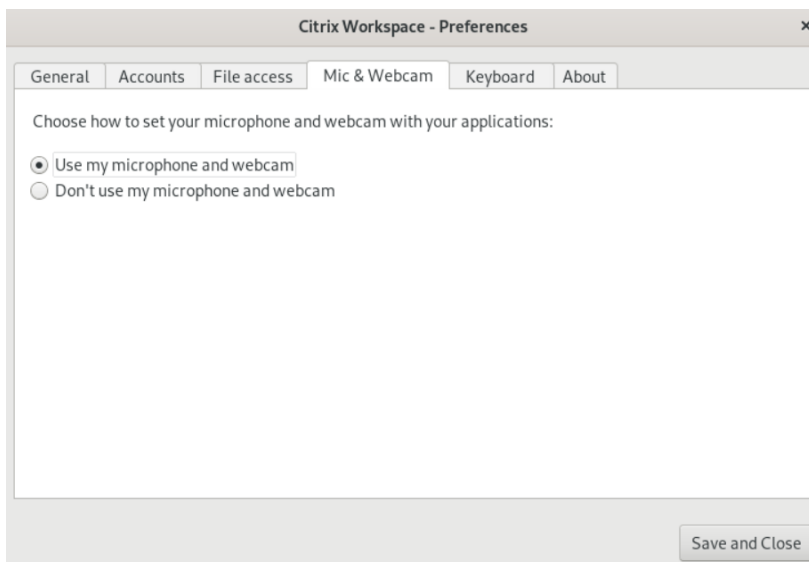 Citrix Workspace - Preferences
General Accounts File access Mic & Webcam Keyboard About
Choose how to set your microphone and webcam with your applications:
Use my microphone and webcam
Don't use my microphone and webcam
Save and Close